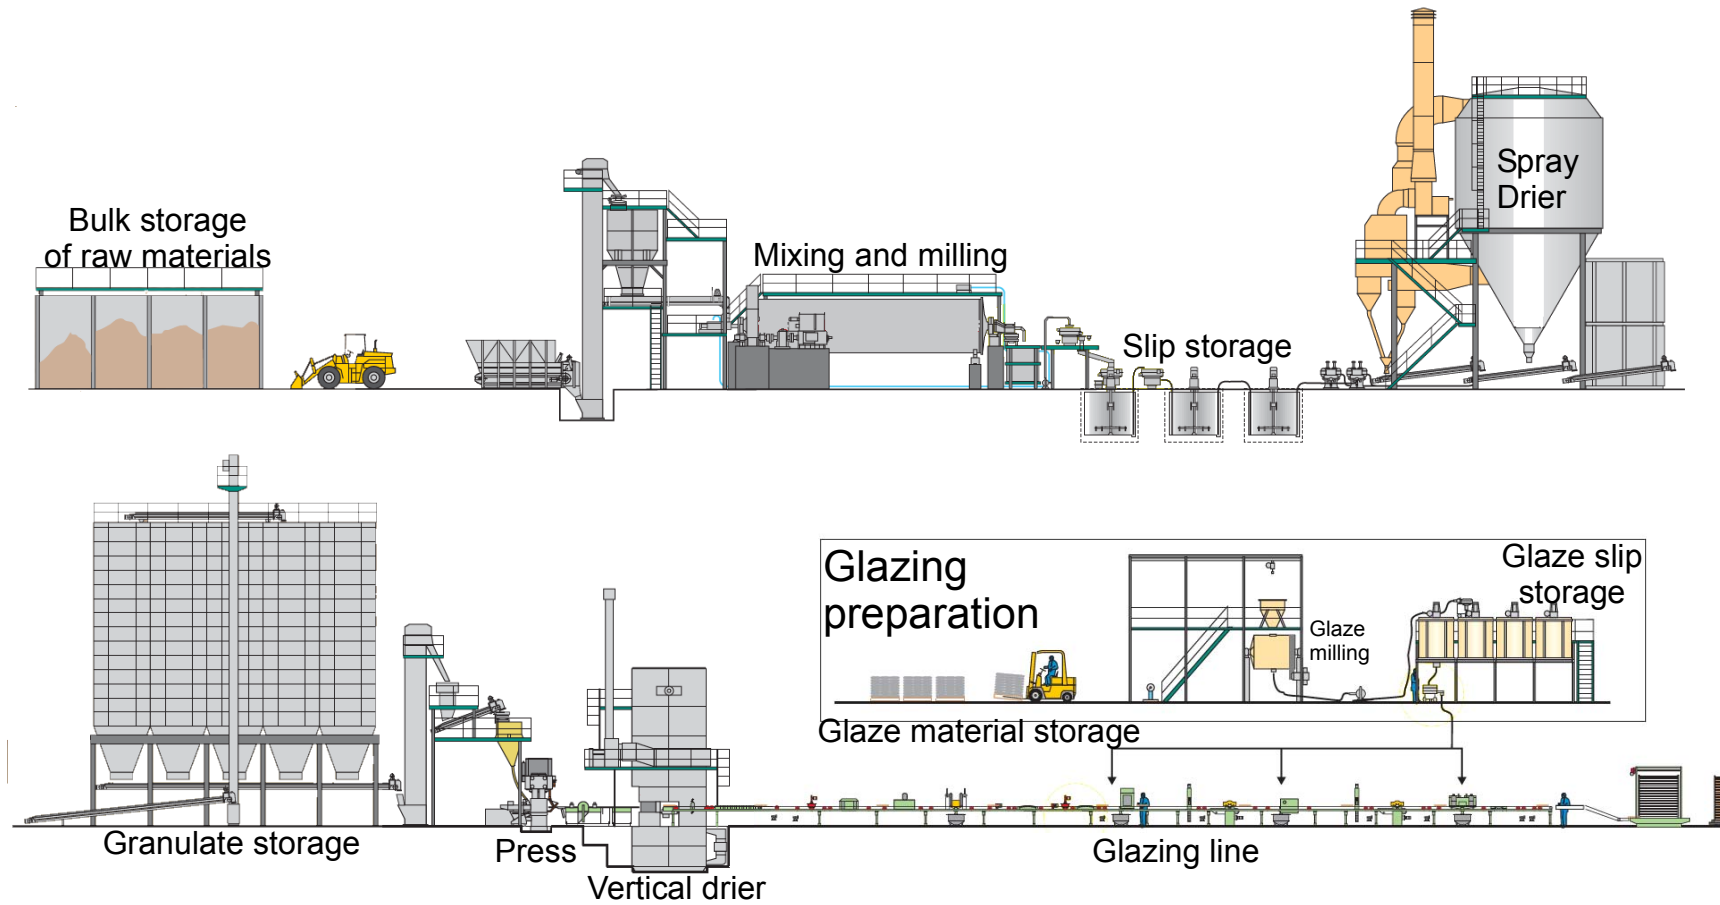 Bulk storage
of raw materials
Mixing and milling
Slip storage
Spray
Drier
Granulate storage
Press
Vertical drier
Glazing
preparation
Glaze material storage
Glaze
milling
Glaze slip
storage
Glazing line